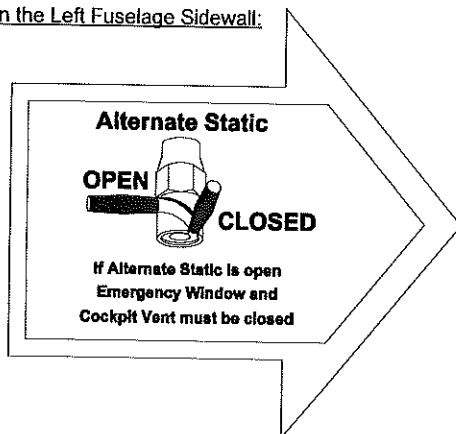 n the Left Fuselage Sidewall:
Alternate Static
OPEN
CLOSED
If Alternate Static is open
Emergency Window and
Cockpit Vent must be closed